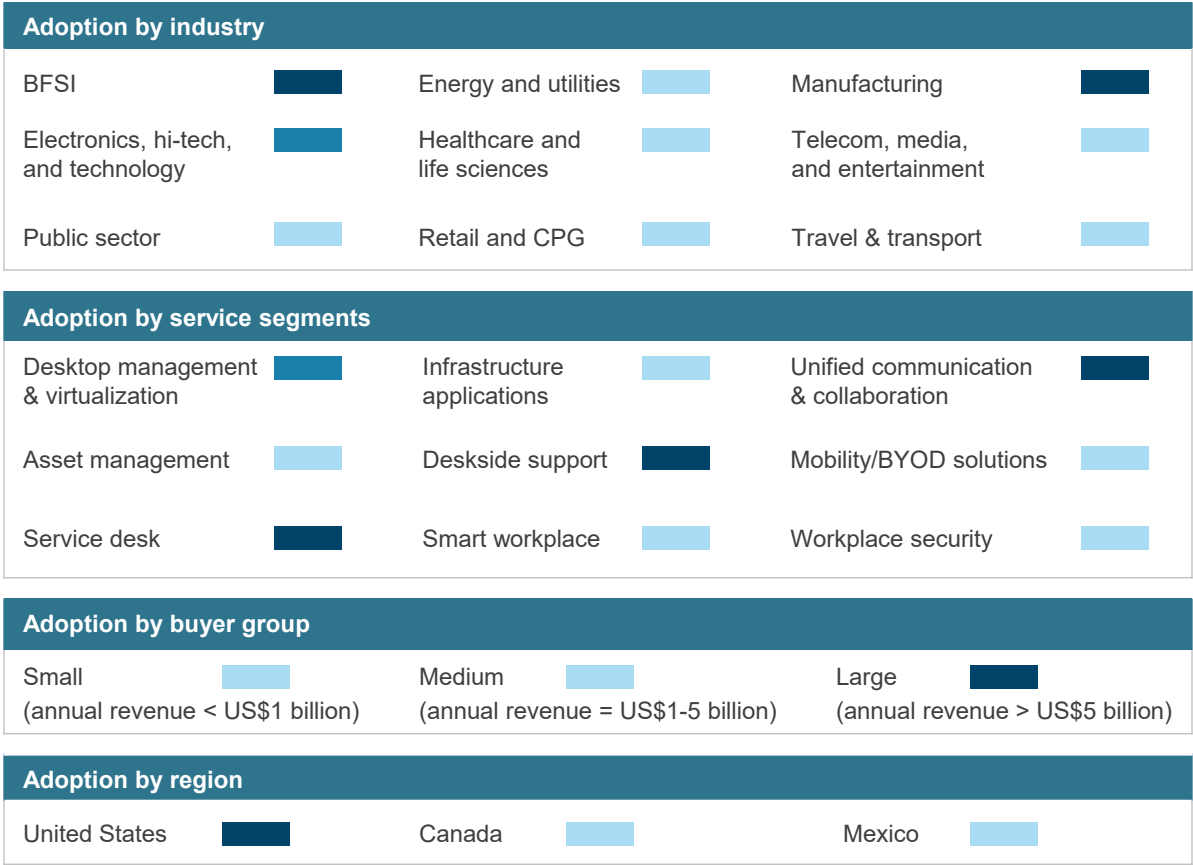 Adoption by industry
BFSI
Energy and utilities
Manufacturing
Electronics, hi-tech,
and technology
Healthcare and
life sciences
Telecom, media,
and entertainment
Public sector
Retail and CPG
Travel & transport
Adoption by service segments
Desktop management
& virtualization
Infrastructure
applications
Unified communication
& collaboration
Asset management
Deskside support
Mobility/BYOD solutions
Service desk
Smart workplace
Workplace security
Adoption by buyer group
Small
(annual revenue < US$1 billion)
Medium
(annual revenue = US$1-5 billion)
Large
(annual revenue > US$5 billion)
Adoption by region
United States
Canada
Mexico